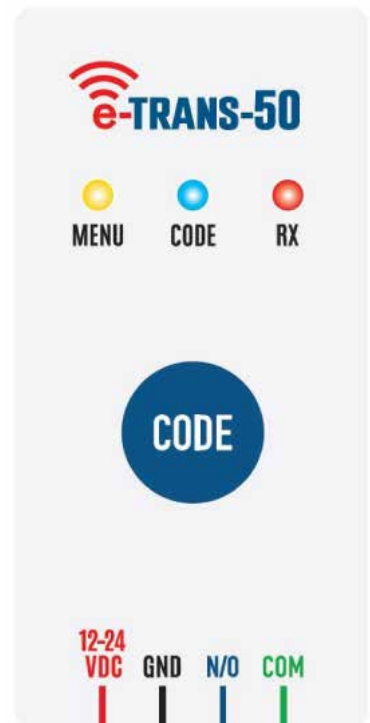 e-TRANS-50
MENU CODE RX
CODE
12-24
VDC GND N/O COM